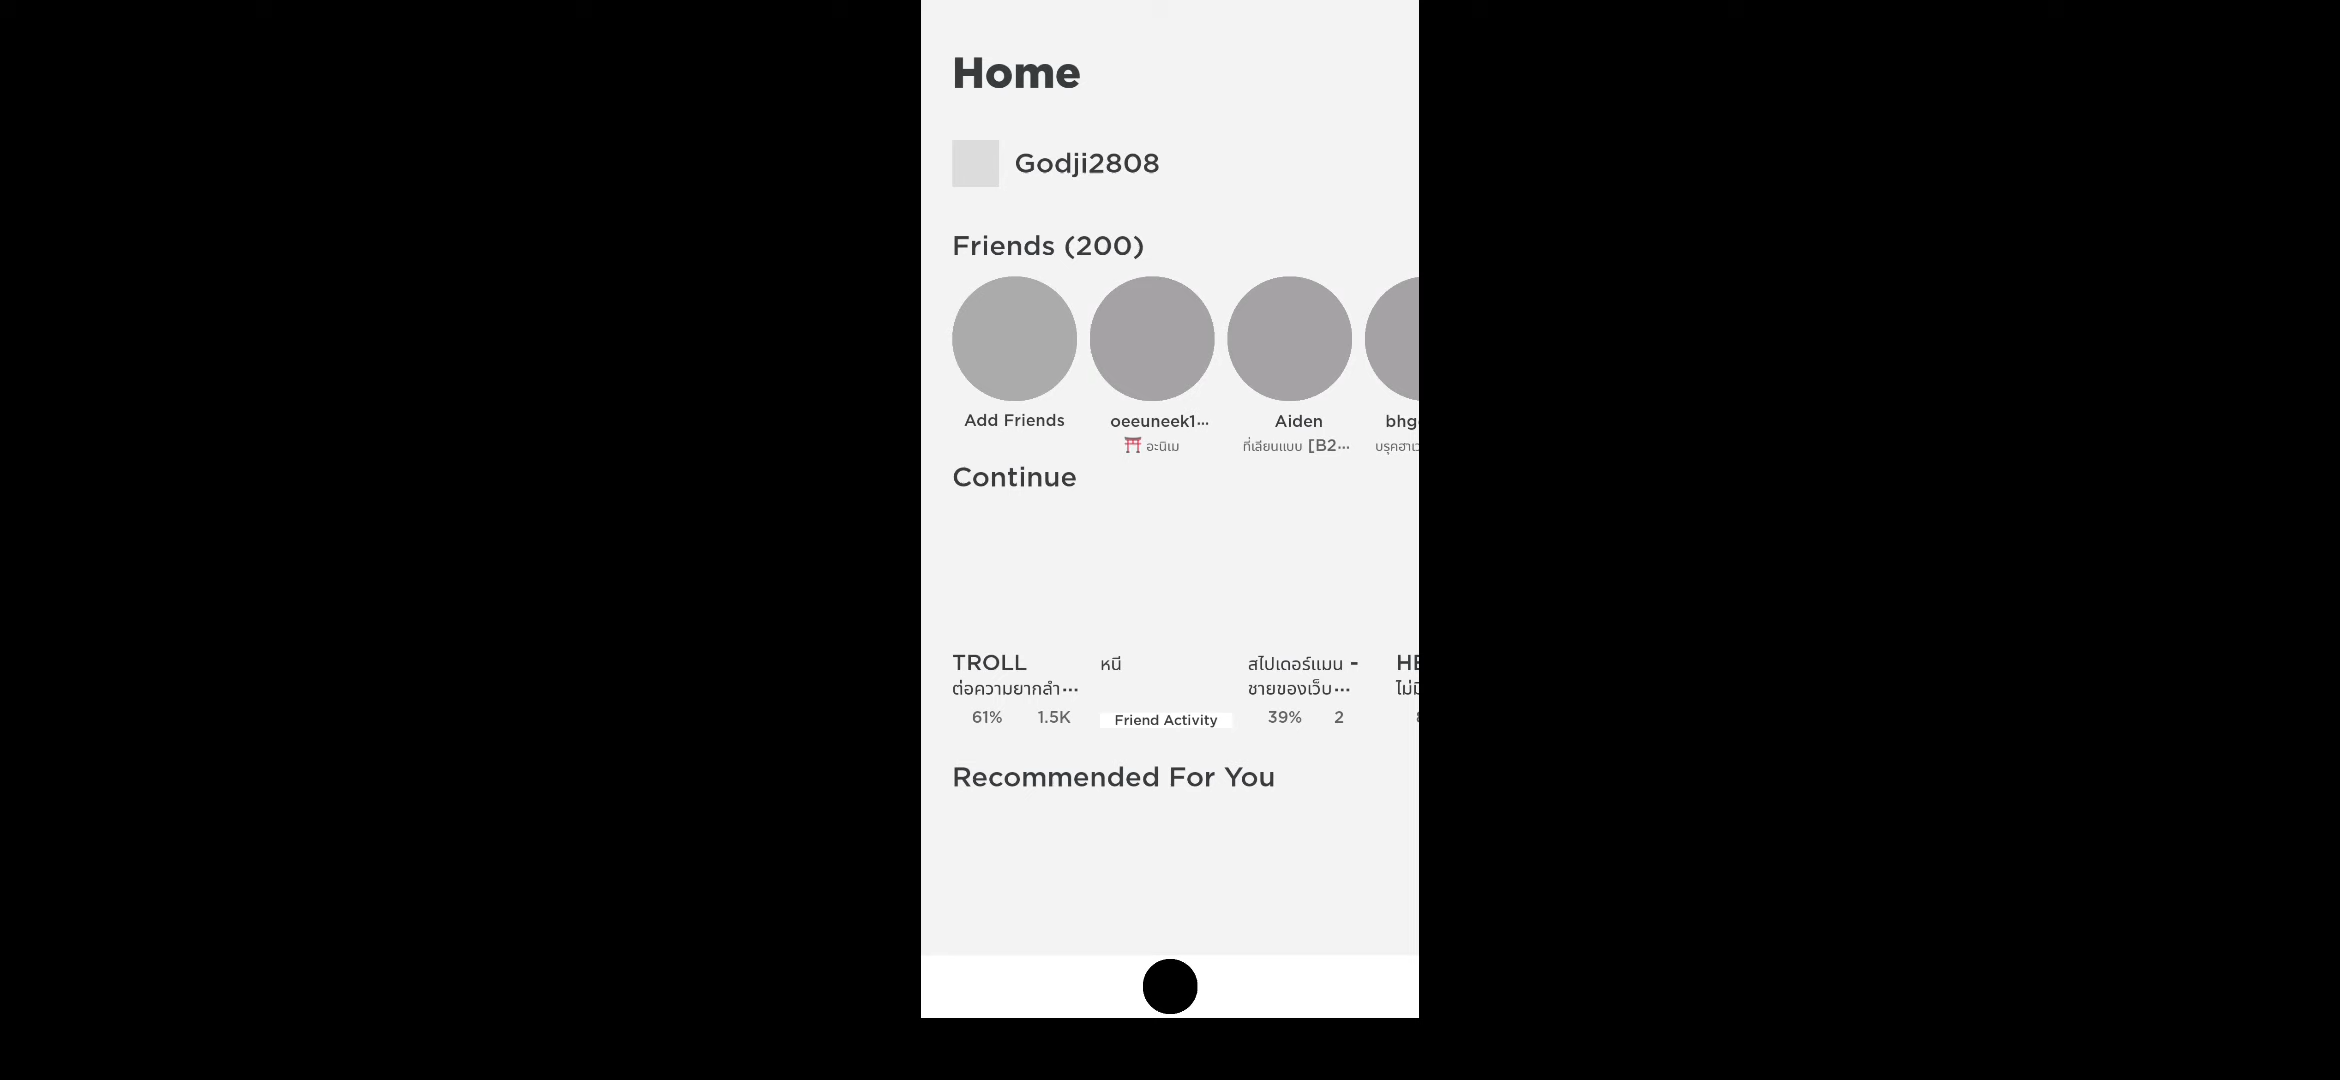 Home
Godji2808
Friends (200)
Add Friends
oeeuneek1...
Aiden
⛩️ อะนิเม
ที่เลียนแบบ [B2...
Continue
TROLL
ต่อความยากลำ...
61% 1.5K
หนี
Friend Activity
สไปเดอร์แมน -
ชายของเว็บ...
39% 2
Recommended For You